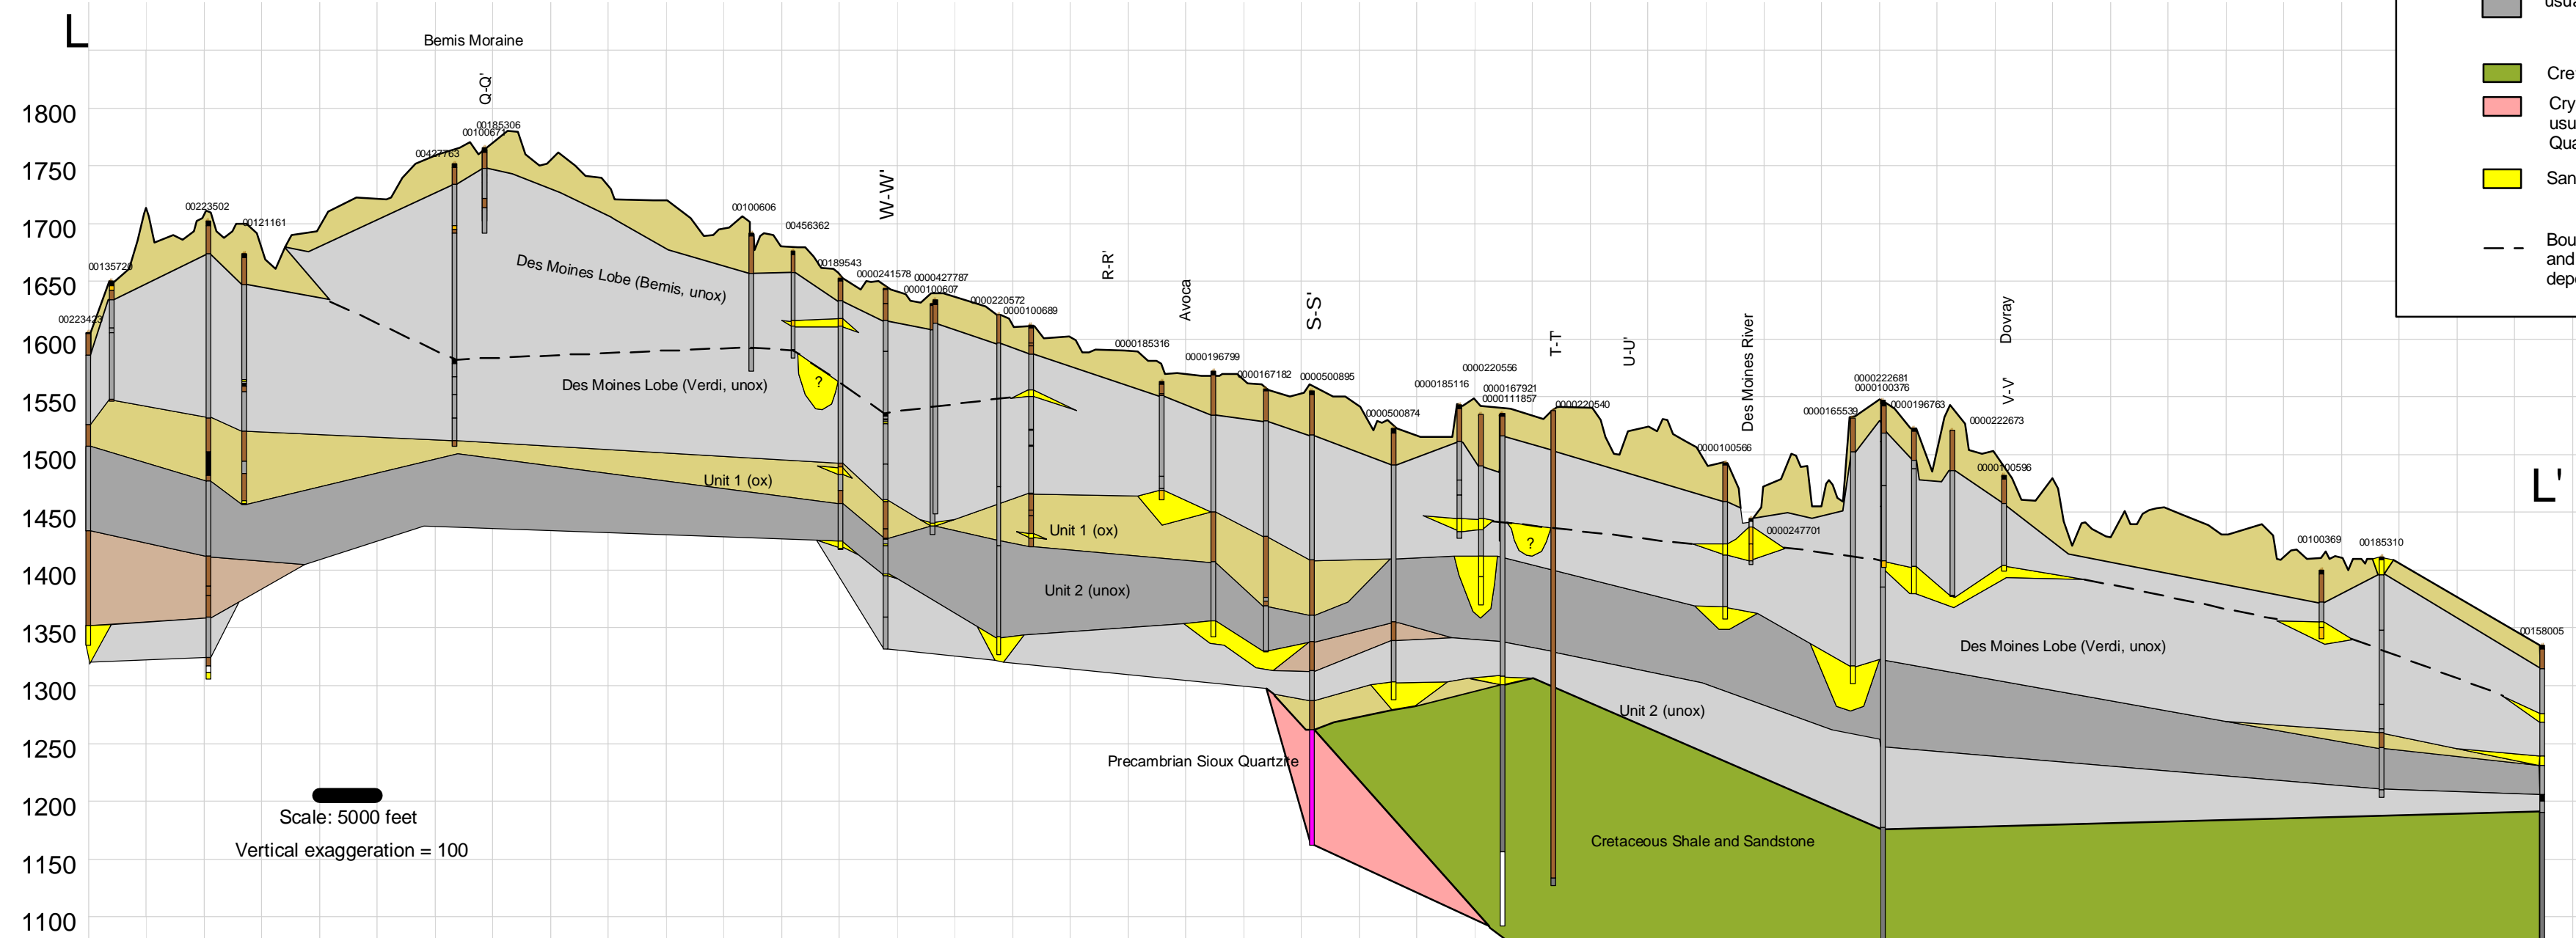 L
usua
Bemis Moraine
Cre
Q-Q'
Cry
usu
Qua
1800
00185306
00100671
00427763
1750
San
W-W'
00223502
00100606
1700
00121161
00456362
Bou
and
depo
R-R'
00135720
Des Moines Lobe (Bemis, unox)
00189543
0000241578
0000427787
0000100607
Avoca
S-S'
1650
0000220572
0000100689
Dovray
00223423
Des Moines River
T-T'
U-U'
1600
0000185316
0000196799
?
Des Moines Lobe (Verdi, unox)
0000167182
0000500895
0000220556
0000222681
0000185116
0000167921
0000100376
V-V'
1550
0000111857
0000220540
0000165539
0000196763
0000500874
0000222673
1500
Unit 1 (ox)
0000100566
0000100596
L'
1450
Unit 1 (ox)
?
0000247701
00100369
00185310
1400
Unit 2 (unox)
1350
Des Moines Lobe (Verdi, unox)
00158005
1300
Unit 2 (unox)
1250
Precambrian Sioux Quartzite
1200
Scale: 5000 feet
Cretaceous Shale and Sandstone
Vertical exaggeration = 100
1150
1100